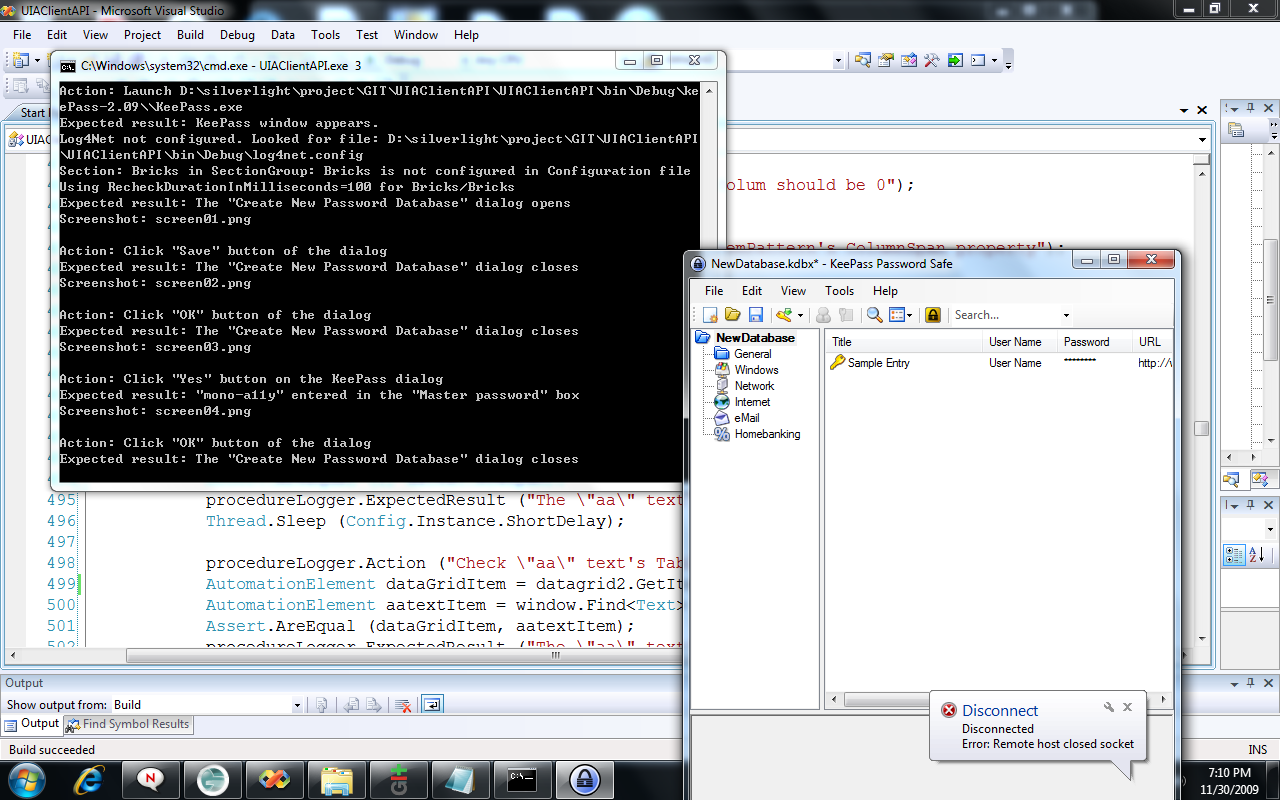 UIAClientAPI - Microsoft Visual Studio
File Edit View Project Build Debug Data Tools Test Window Help
C:\Windows\system32\cmd.exe - UIAClientAPI.exe 3
Action: Launch D:\silverlight\project\GIT\UIAClientAPI\UIAClientAPI\bin\Debug\ke
ePass-2.09\\KeePass.exe
Expected result: KeePass window appears.
Log4Net not configured. Looked for file: D:\silverlight\project\GIT\UIAClientAPI
\UIAClientAPI\bin\Debug\log4net.config
Section: Bricks in SectionGroup: Bricks is not configured in Configuration file
Using RecheckDurationInMilliseconds=100 for Bricks/Bricks
Expected result: The "Create New Password Database" dialog opens
Screenshot: screen01.png
Action: Click "Save" button of the dialog
Expected result: The "Create New Password Database" dialog closes
Screenshot: screen02.png
Action: Click "OK" button of the dialog
Expected result: The "Create New Password Database" dialog closes
Screenshot: screen03.png
Action: Click "Yes" button on the KeePass dialog
Expected result: "mono-a11y" entered in the "Master password" box
Screenshot: screen04.png
Action: Click "OK" button of the dialog
Expected result: The "Create New Password Database" dialog closes
Start
UIAC
olum should be 0");
emPattern's ColumnSpan property");
495 procedureLogger.ExpectedResult ("The \"aa\" text
496 Thread.Sleep (Config.Instance.ShortDelay);
497
498 procedureLogger.Action ("Check \"aa\" text's Tab
499 AutomationElement dataGridItem = datagrid2.GetIt
500 AutomationElement aatextItem = window.Find<Text>
501 Assert.AreEqual (dataGridItem, aatextItem);
502 procedureLogger.ExpectedResult ("The \"aa\" text
NewDatabase.kdbx* - KeePass Password Safe
File Edit View Tools Help
Search...
NewDatabase
General
Windows
Network
Internet
eMail
Homebanking
Title User Name Password URL
Sample Entry User Name ******** http://w
Output
Show output from: Build
Output Find Symbol Results
Build succeeded
INS
Disconnect
Disconnected
Error: Remote host closed socket
7:10 PM
11/30/2009